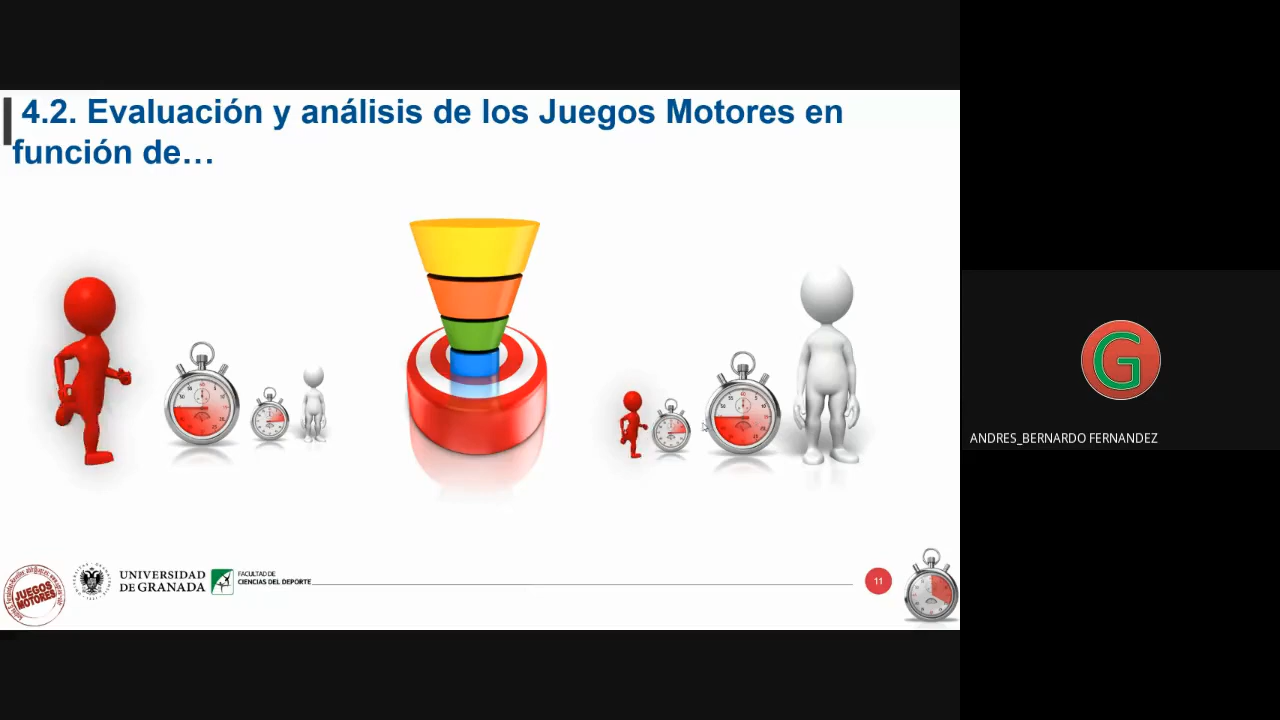 4.2. Evaluación y análisis de los Juegos Motores en
función de…
JUEGOS
MOTORES
UNIVERSIDAD
DE GRANADA
FACULTAD DE
CIENCIAS DEL DEPORTE
11
G
ANDRES_BERNARDO FERNANDEZ